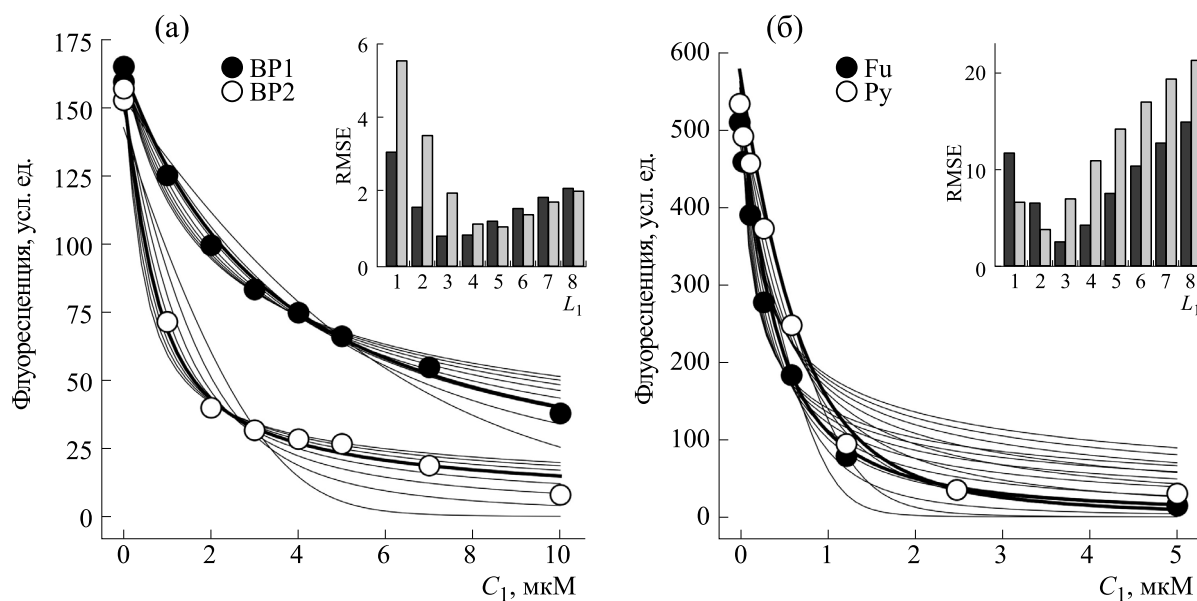 (а)
BP1
BP2
Флуоресценция, усл. ед.
175
150
125
100
75
50
25
0
0 2 4 6 8 10
C₁, мкМ
RMSE
6
4
2
0
1 2 3 4 5 6 7 8
L₁
(б)
Fu
Py
Флуоресценция, усл. ед.
600
500
400
300
200
100
0
0 1 2 3 4 5
C₁, мкМ
RMSE
20
10
0
1 2 3 4 5 6 7 8
L₁